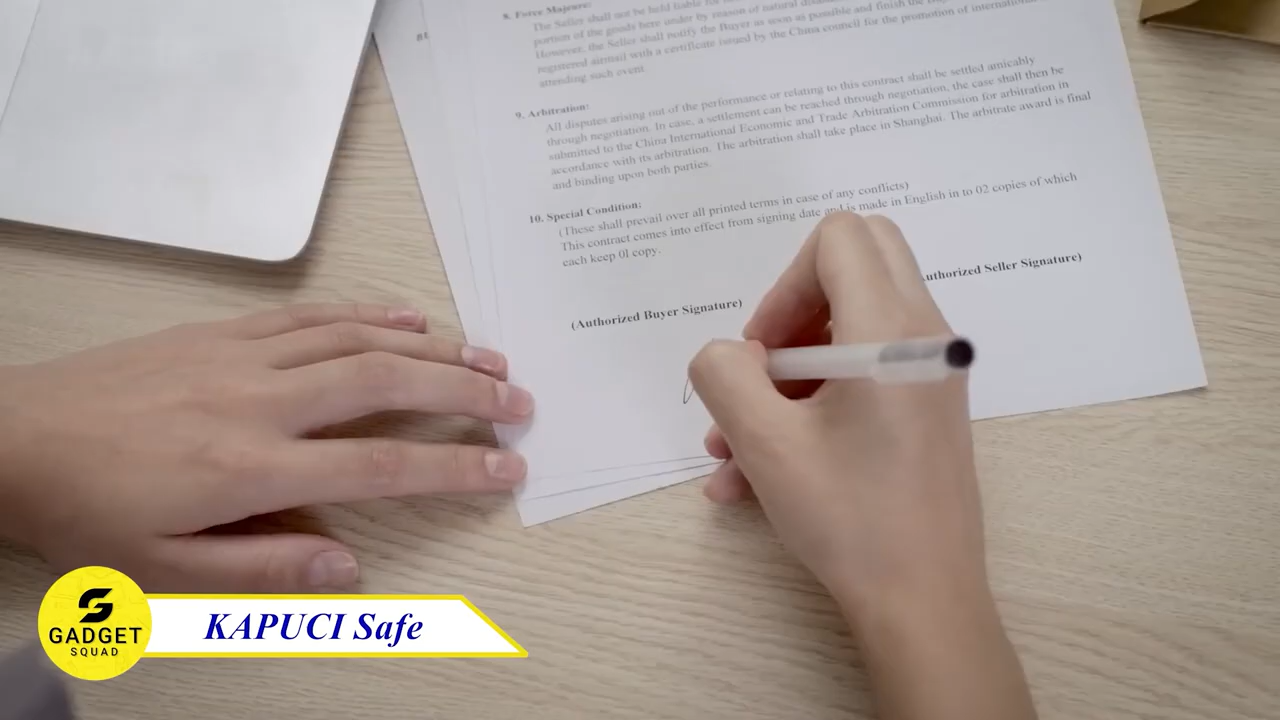 8. Force Majeure:
The Seller shall not be held liable for
portion of the goods here under by reason of natural
However, the Seller shall notify the Buyer as soon as possible and finish the
registered airmail with a certificate issued by the China council for the promotion of
attending such event
81
9. Arbitration:
All disputes arising out of the performance or relating to this contract shall be settled amicably
through negotiation. In case, a settlement can be reached through negotiation, the case shall then be
submitted to the China International Economic and Trade Arbitration Commission for arbitration in
accordance with its arbitration. The arbitration shall take place in Shanghai. The arbitrate award is final
and binding upon both parties.
10. Special Condition:
(These shall prevail over all printed terms in case of any conflicts)
This contract comes into effect from signing date and is made in English in to 02 copies of which
each keep 0l copy.
(Authorized Buyer Signature)
uthorized Seller Signature)
GADGET
SQUAD
KAPUCI Safe